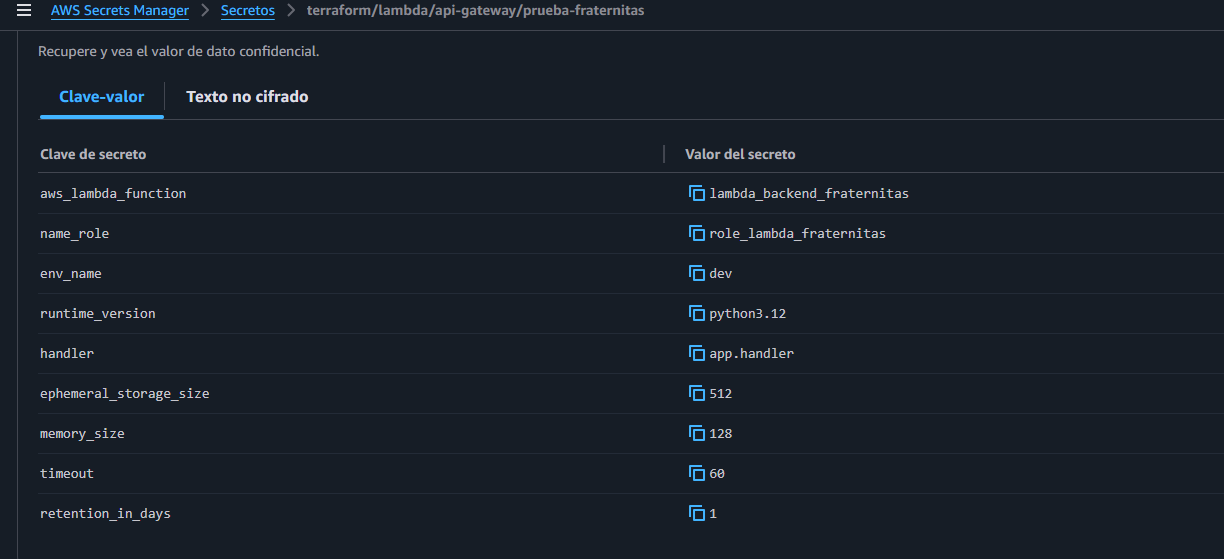 AWS Secrets Manager > Secretos > terraform/lambda/api-gateway/prueba-fraternitas
Recupere y vea el valor de dato confidencial.
Clave-valor Texto no cifrado
Clave de secreto Valor del secreto
aws_lambda_function lambda_backend_fraternitas
name_role role_lambda_fraternitas
env_name dev
runtime_version python3.12
handler app.handler
ephemeral_storage_size 512
memory_size 128
timeout 60
retention_in_days 1